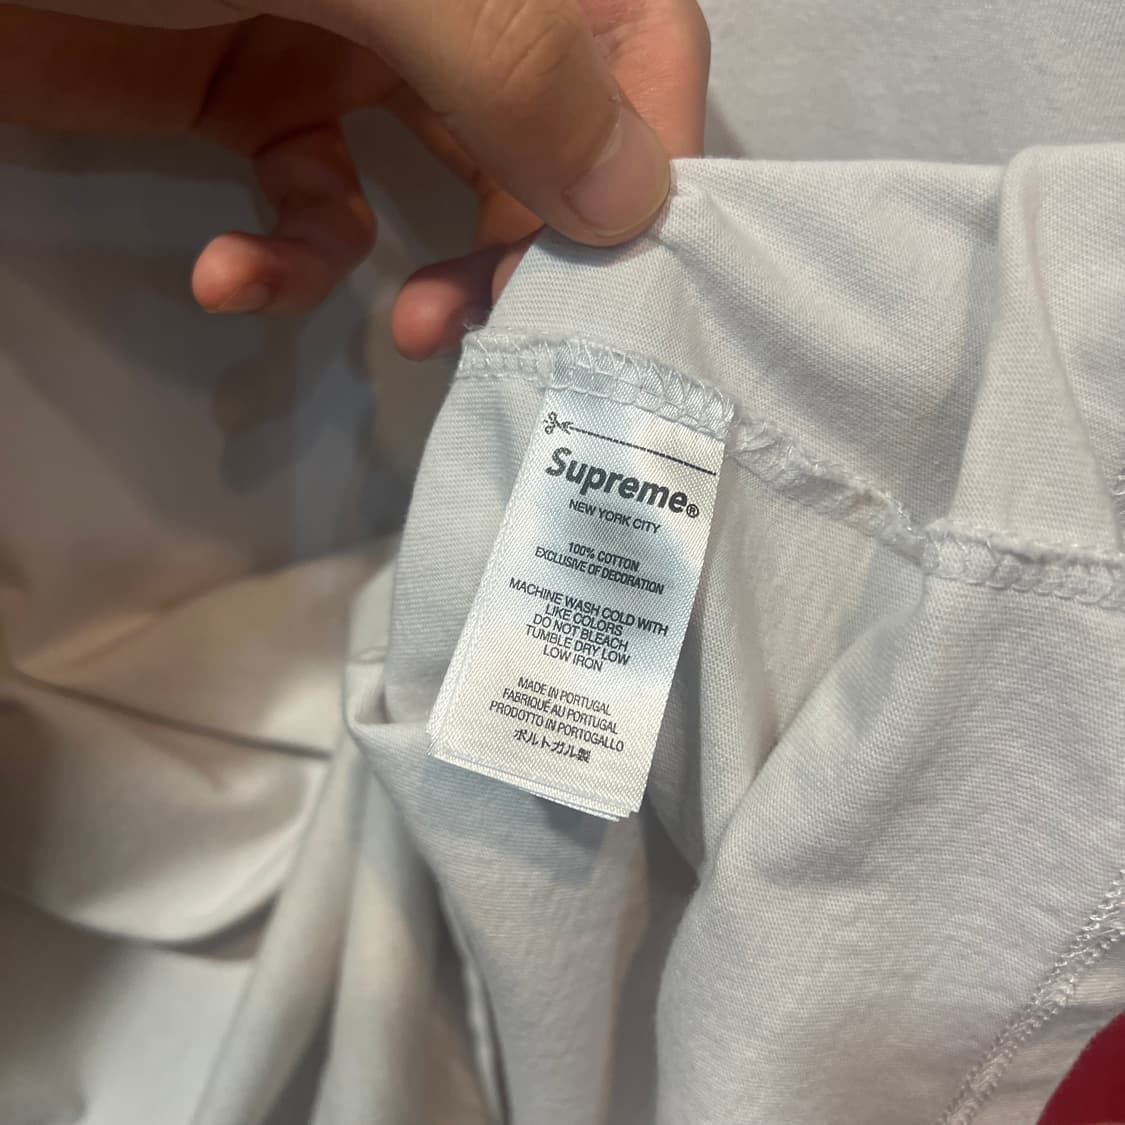 Supreme®
NEW YORK CITY
100% COTTON
EXCLUSIVE OF DECORATION
MACHINE WASH COLD WITH
LIKE COLORS
DO NOT BLEACH
TUMBLE DRY LOW
LOW IRON
MADE IN PORTUGAL
FABRIQUÉ AU PORTUGAL
PRODOTTO IN PORTOGALLO
ポルトガル製